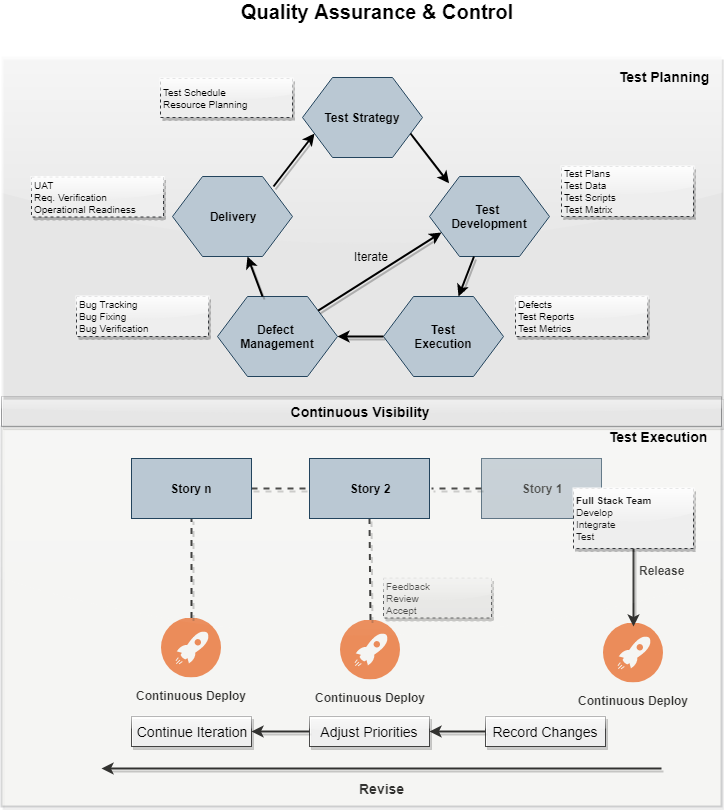 Quality Assurance & Control
Test Planning
Test Schedule
Resource Planning
Test Strategy
UAT
Req. Verification
Operational Readiness
Delivery
Test
Development
Test Plans
Test Data
Test Scripts
Test Matrix
Iterate
Bug Tracking
Bug Fixing
Bug Verification
Defect
Management
Test
Execution
Defects
Test Reports
Test Metrics
Continuous Visibility
Test Execution
Story n
Story 2
Story 1
Full Stack Team
Develop
Integrate
Test
Release
Feedback
Review
Accept
Continuous Deploy
Continuous Deploy
Continuous Deploy
Continue Iteration
Adjust Priorities
Record Changes
Revise